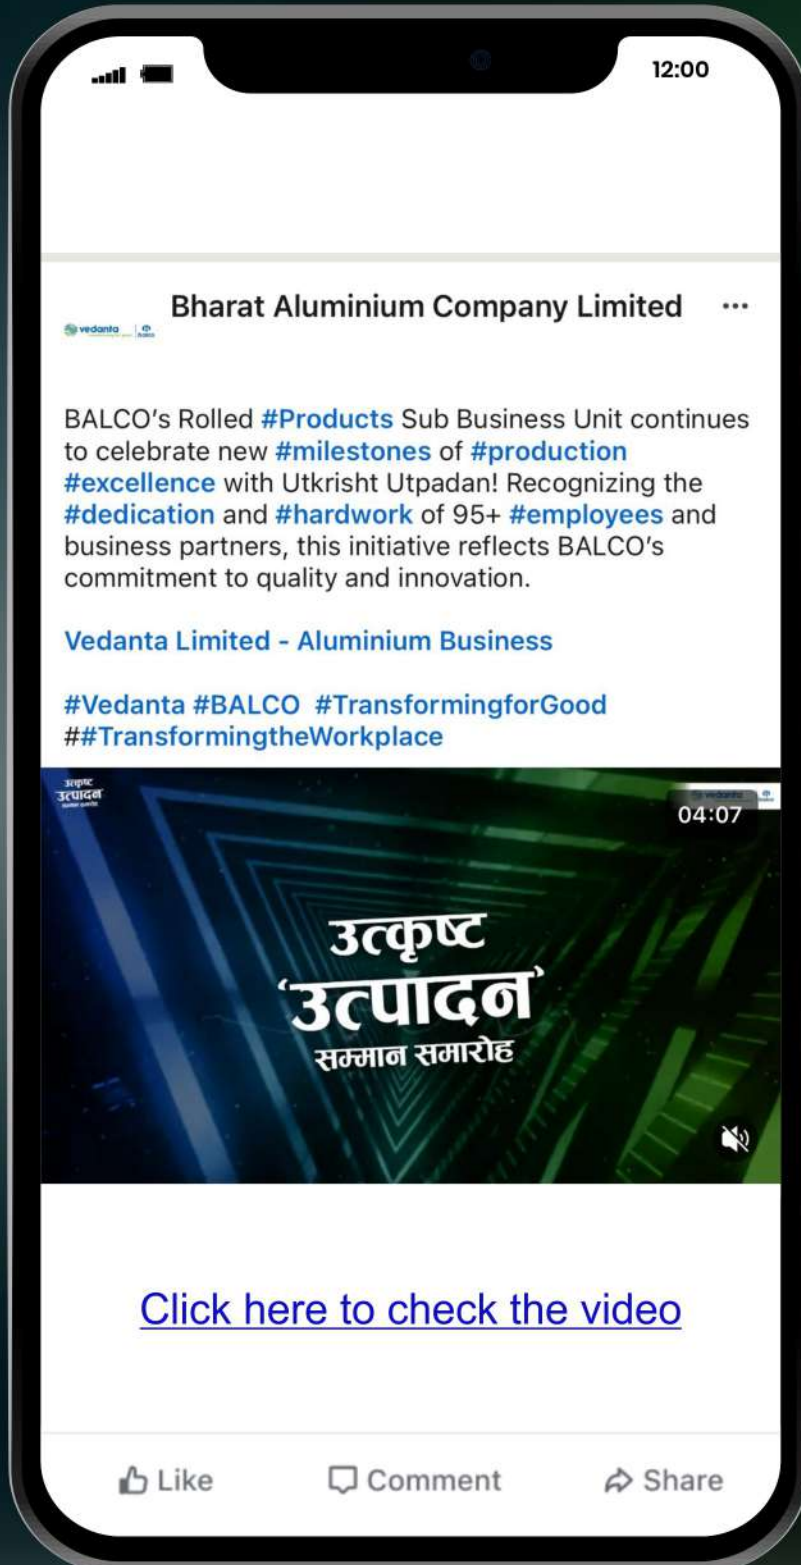 12:00
Bharat Aluminium Company Limited
vedanta
BALCO's Rolled #Products Sub Business Unit continues
to celebrate new #milestones of #production
#excellence with Utkrisht Utpadan! Recognizing the
#dedication and #hardwork of 95+ #employees and
business partners, this initiative reflects BALCO's
commitment to quality and innovation.
Vedanta Limited - Aluminium Business
#Vedanta #BALCO #TransformingforGood
##TransformingtheWorkplace
उत्कृष्ट
उत्पादन
04:07
उत्कृष्ट
‘उत्पादन’
सम्मान समारोह
Click here to check the video
Like Comment Share